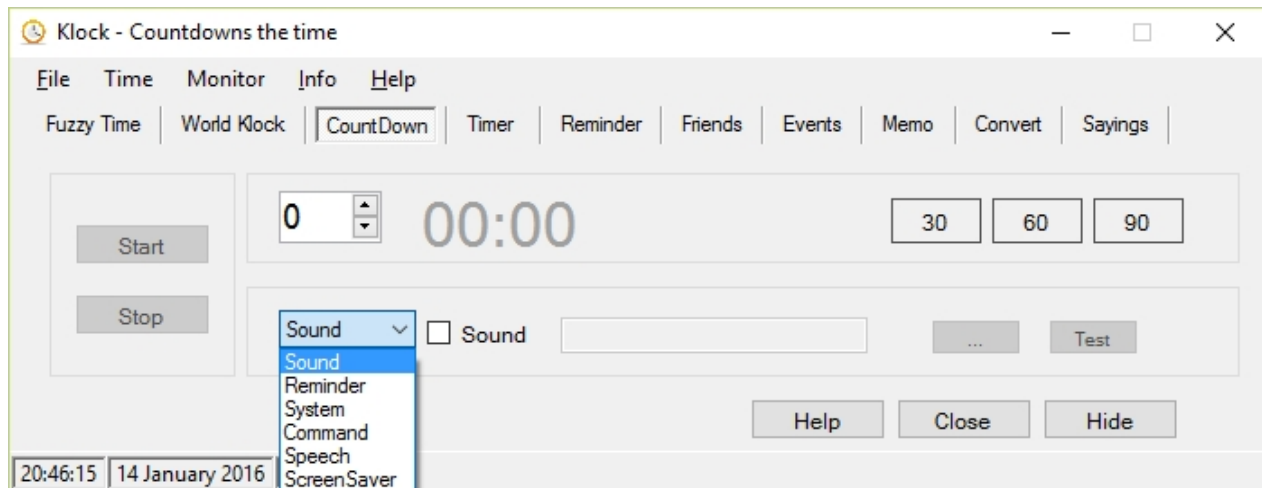 Klock - Countdowns the time
File Time Monitor Info Help
Fuzzy Time World Klock CountDown Timer Reminder Friends Events Memo Convert Sayings
0 00:00 30 60 90
Start
Stop
Sound Sound ... Test
Sound
Reminder
System
Command
Speech
ScreenSaver
Help Close Hide
20:46:15 14 January 2016